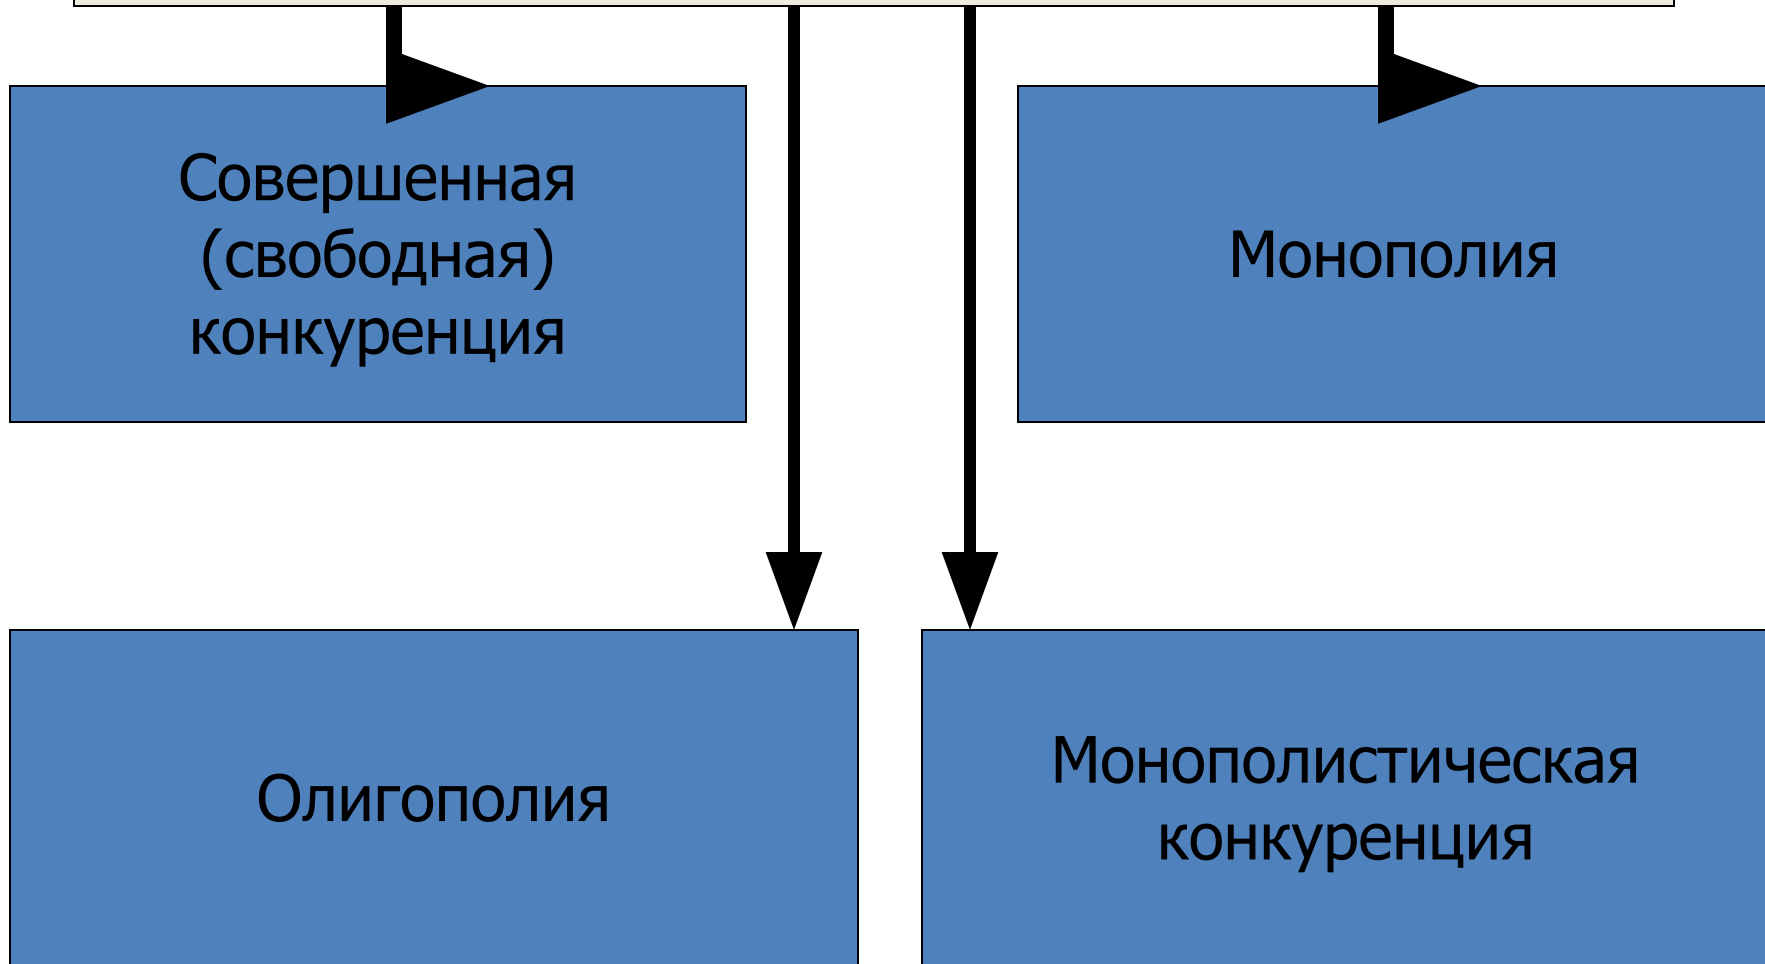 Совершенная
(свободная)
конкуренция
Монополия
Олигополия
Монополистическая
конкуренция